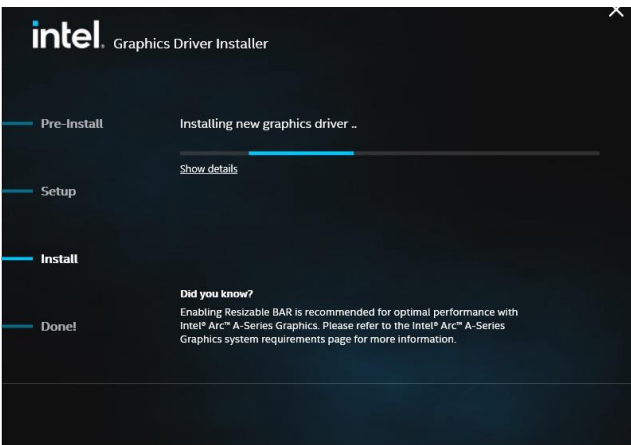 intel. Graphics Driver Installer
Pre-Install
Installing new graphics driver ..
Show details
Setup
Install
Did you know?
Enabling Resizable BAR is recommended for optimal performance with
Intel® Arc™ A-Series Graphics. Please refer to the Intel® Arc™ A-Series
Graphics system requirements page for more information.
Done!